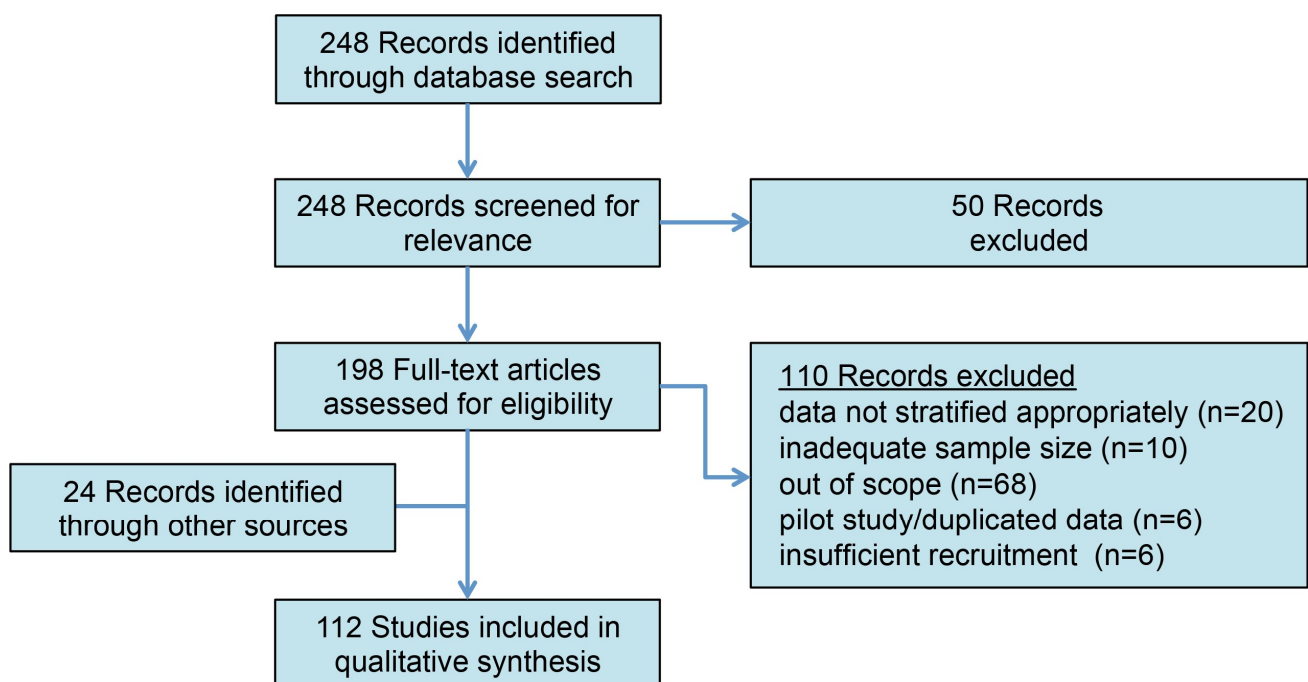 248 Records identified
through database search
248 Records screened for
relevance
50 Records
excluded
198 Full-text articles
assessed for eligibility
110 Records excluded
data not stratified appropriately (n=20)
inadequate sample size (n=10)
out of scope (n=68)
pilot study/duplicated data (n=6)
insufficient recruitment  (n=6)
24 Records identified
through other sources
112 Studies included in
qualitative synthesis